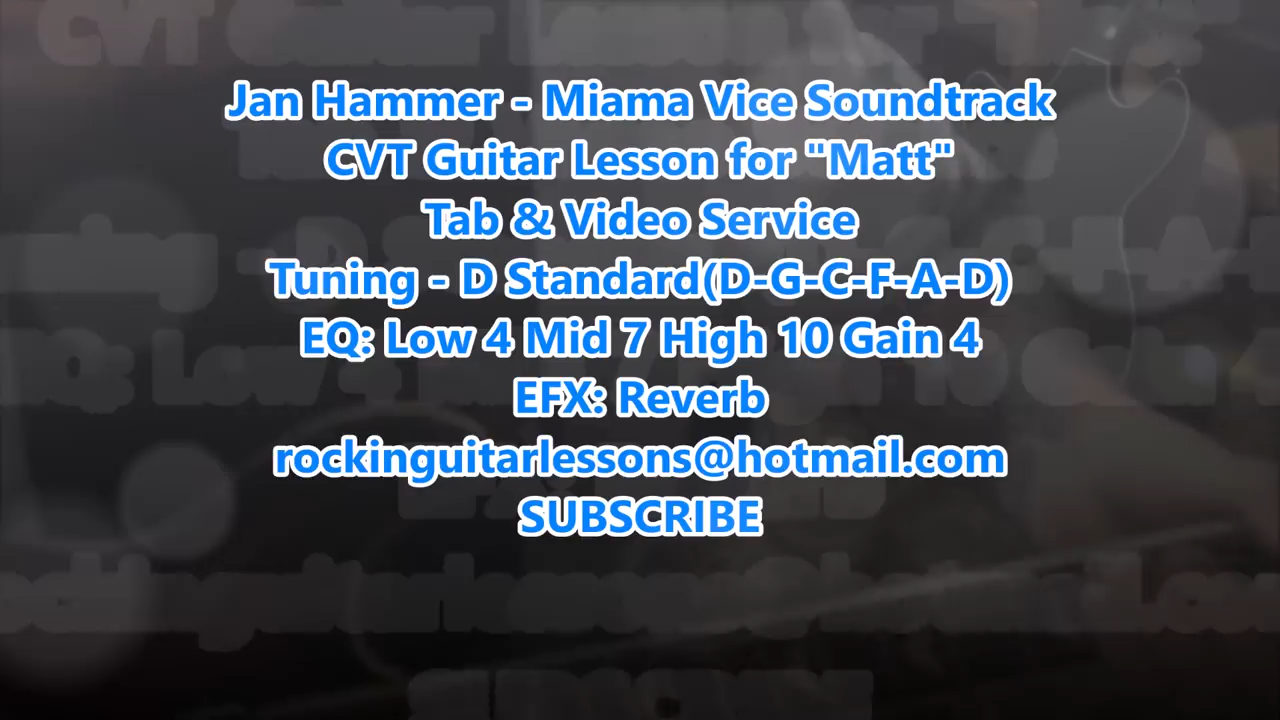 Jan Hammer - Miama Vice Soundtrack
CVT Guitar Lesson for "Matt"
Tab & Video Service
Tuning - D Standard(D-G-C-F-A-D)
EQ: Low 4 Mid 7 High 10 Gain 4
EFX: Reverb
rockinguitarlessons@hotmail.com
SUBSCRIBE